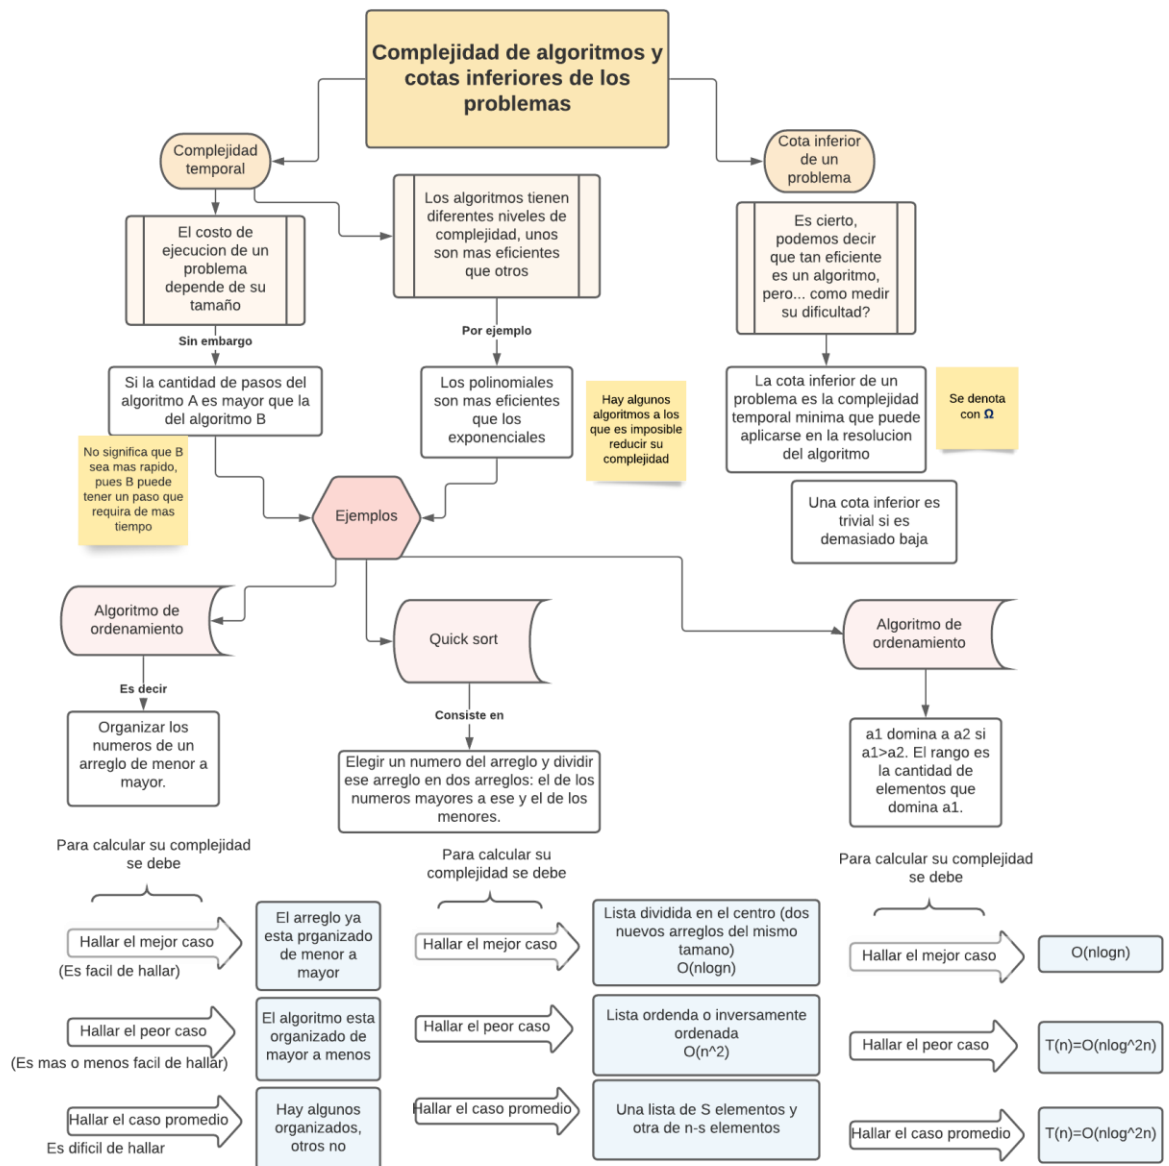 Complejidad de algoritmos y
cotas inferiores de los
problemas
Complejidad
temporal
Cota inferior
de un
problema
El costo de
ejecucion de un
problema
depende de su
tamaño
Los algoritmos tienen
diferentes niveles de
complejidad, unos
son mas eficientes
que otros
Es cierto,
podemos decir
que tan eficiente
es un algoritmo,
pero... como medir
su dificultad?
Sin embargo
Por ejemplo
Si la cantidad de pasos del
algoritmo A es mayor que la
del algoritmo B
No significa que B
sea mas rapido,
pues B puede
tener un paso que
requira de mas
tiempo
Los polinomiales
son mas eficientes
que los
exponenciales
Hay algunos
algoritmos a los
que es imposible
reducir su
complejidad
La cota inferior de un
problema es la complejidad
temporal minima que puede
aplicarse en la resolucion
del algoritmo
Se denota
con Ω
Una cota inferior es
trivial si es
demasiado baja
Ejemplos
Algoritmo de
ordenamiento
Es decir
Organizar los
numeros de un
arreglo de menor a
mayor.
Para calcular su complejidad
se debe
Hallar el mejor caso
(Es facil de hallar)
El arreglo ya
esta prganizado
de menor a
mayor
Hallar el peor caso
(Es mas o menos facil de hallar)
El algoritmo esta
organizado de
mayor a menos
Hallar el caso promedio
Es dificil de hallar
Hay algunos
organizados,
otros no
Quick sort
Consiste en
Elegir un numero del arreglo y dividir
ese arreglo en dos arreglos: el de los
numeros mayores a ese y el de los
menores.
Para calcular su
complejidad se debe
Hallar el mejor caso
Lista dividida en el centro (dos
nuevos arreglos del mismo
tamano)
O(nlogn)
Hallar el peor caso
Lista ordenda o inversamente
ordenada
O(n^2)
Hallar el caso promedio
Una lista de S elementos y
otra de n-s elementos
Algoritmo de
ordenamiento
a1 domina a a2 si
a1>a2. El rango es
la cantidad de
elementos que
domina a1.
Para calcular su complejidad
se debe
Hallar el mejor caso
O(nlogn)
Hallar el peor caso
T(n)=O(nlog^2n)
Hallar el caso promedio
T(n)=O(nlog^2n)